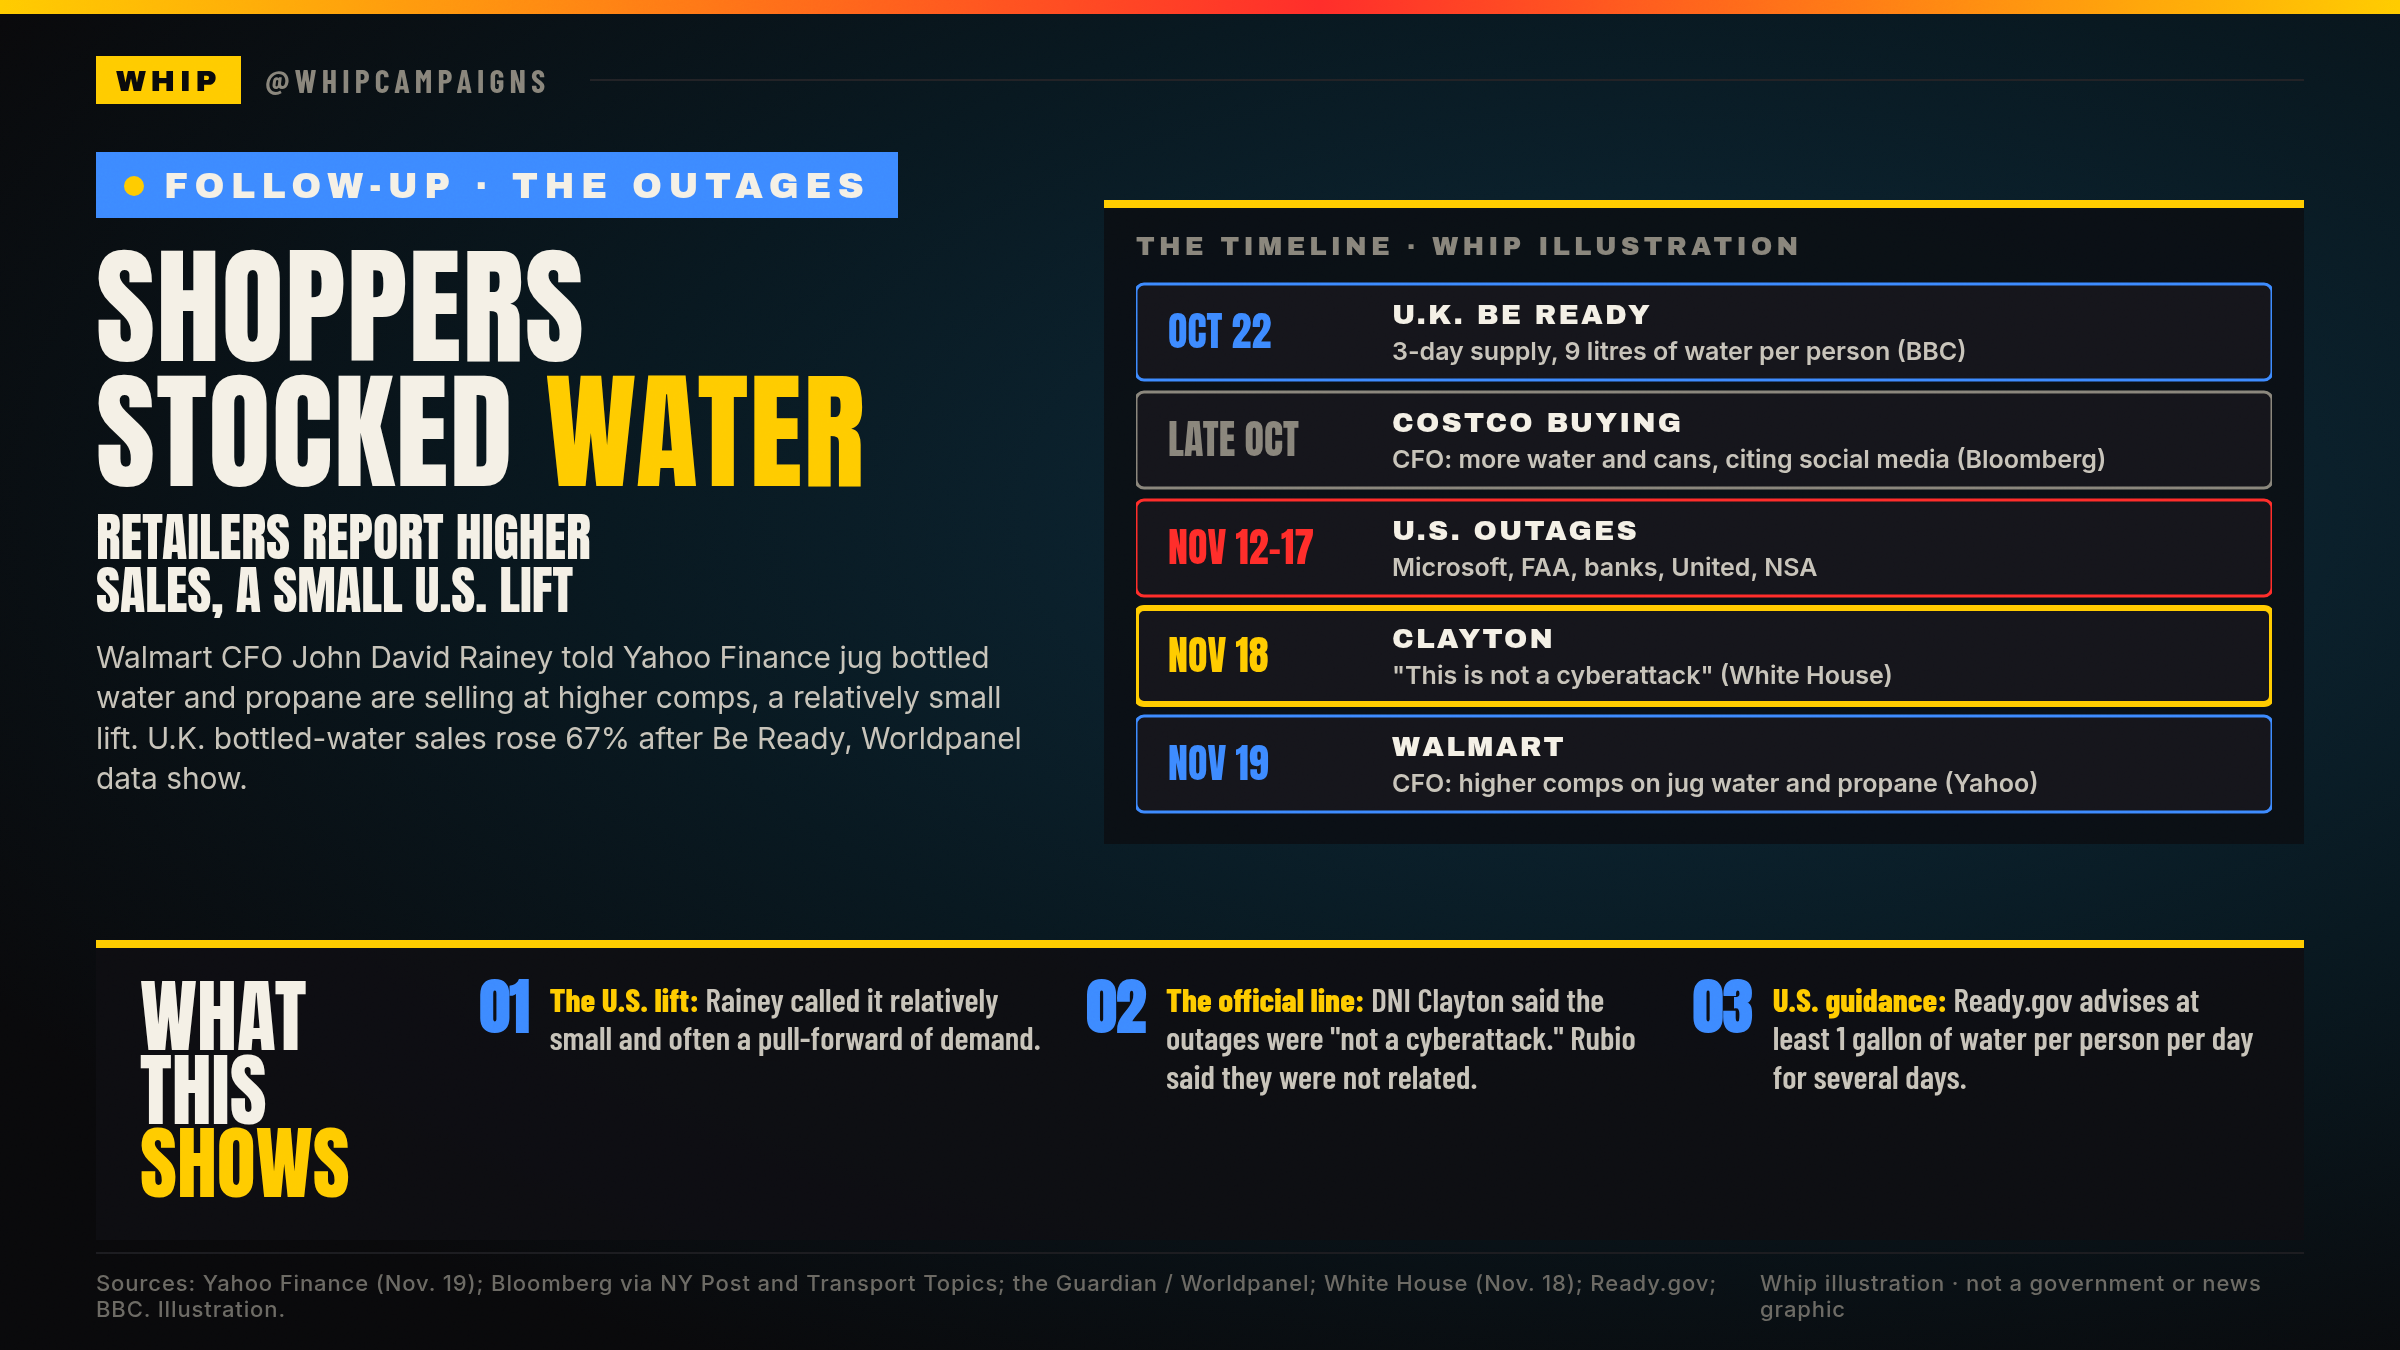 WHIP @WHIPCAMPAIGNS
FOLLOW-UP · THE OUTAGES
SHOPPERS
STOCKED WATER
RETAILERS REPORT HIGHER
SALES, A SMALL U.S. LIFT
Walmart CFO John David Rainey told Yahoo Finance jug bottled
water and propane are selling at higher comps, a relatively small
lift. U.K. bottled-water sales rose 67% after Be Ready, Worldpanel
data show.
THE TIMELINE · WHIP ILLUSTRATION
OCT 22
U.K. BE READY
3-day supply, 9 litres of water per person (BBC)
LATE OCT
COSTCO BUYING
CFO: more water and cans, citing social media (Bloomberg)
NOV 12-17
U.S. OUTAGES
Microsoft, FAA, banks, United, NSA
NOV 18
CLAYTON
"This is not a cyberattack" (White House)
NOV 19
WALMART
CFO: higher comps on jug water and propane (Yahoo)
WHAT
THIS
SHOWS
01
The U.S. lift: Rainey called it relatively
small and often a pull-forward of demand.
02
The official line: DNI Clayton said the
outages were "not a cyberattack." Rubio
said they were not related.
03
U.S. guidance: Ready.gov advises at
least 1 gallon of water per person per day
for several days.
Sources: Yahoo Finance (Nov. 19); Bloomberg via NY Post and Transport Topics; the Guardian / Worldpanel; White House (Nov. 18); Ready.gov;
BBC. Illustration.
Whip illustration · not a government or news
graphic